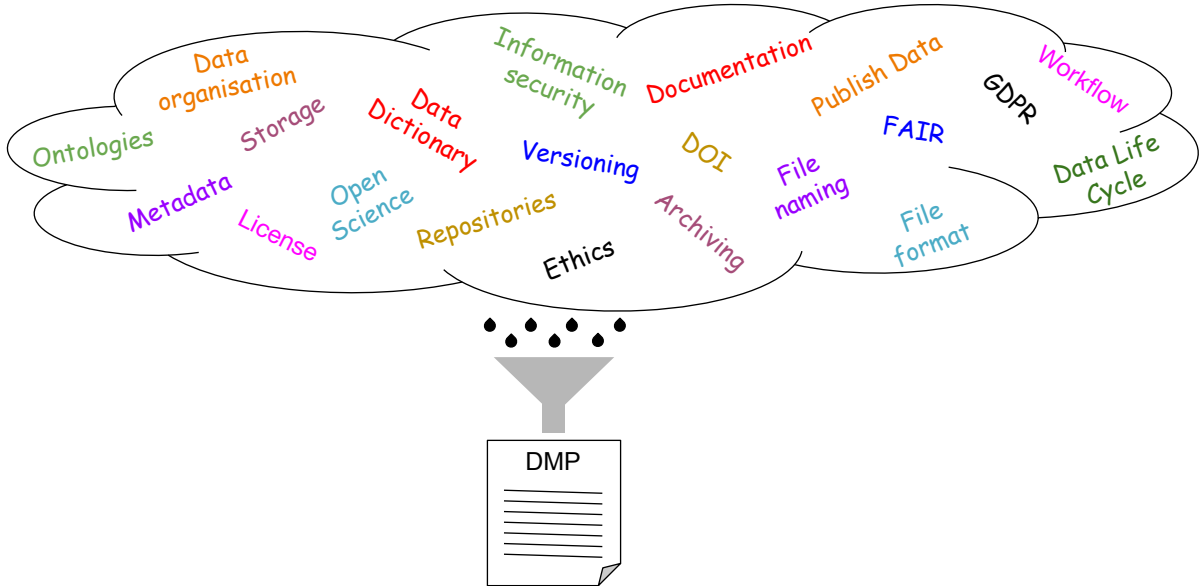 Data
organisation
Information
security
Documentation
Publish Data
Workflow
GDPR
Ontologies
Storage
Data
Dictionary
Versioning
DOI
FAIR
Data Life
Cycle
Metadata
License
Open
Science
Repositories
Ethics
Archiving
File
naming
File
format
DMP